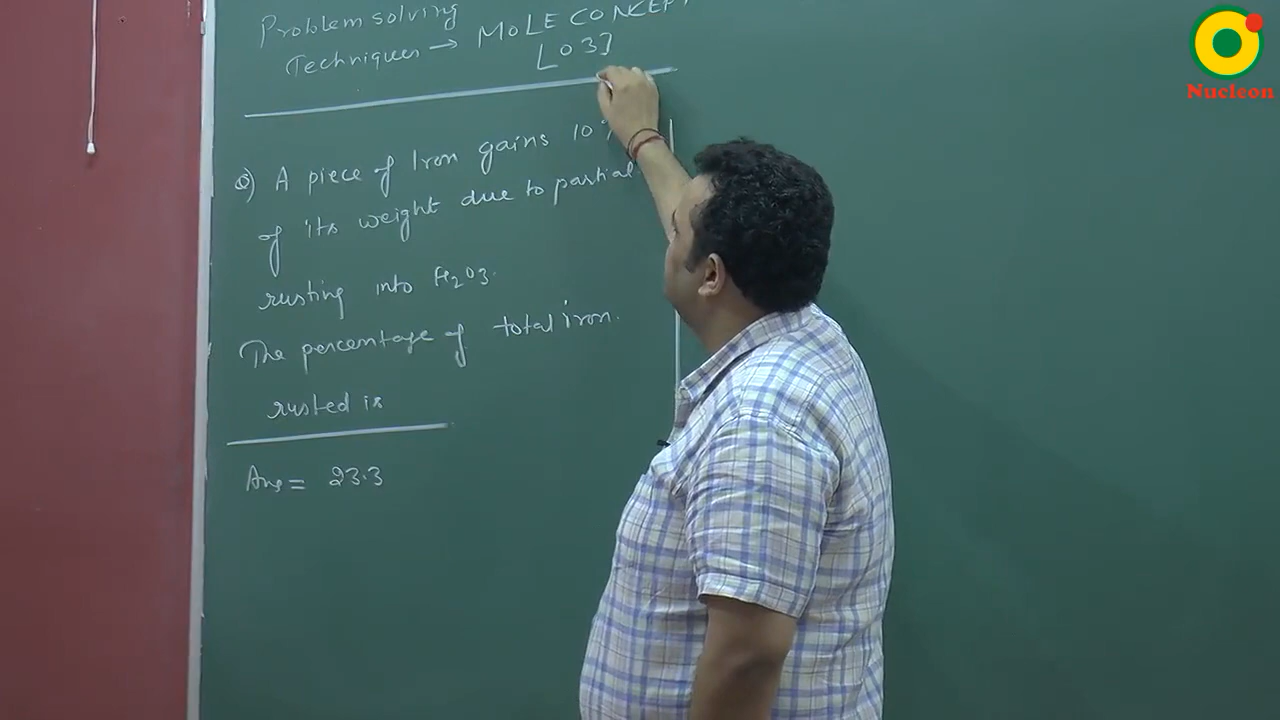 Problem solving
Techniques → MOLE CONCEPT
[03]
Q) A piece of Iron gains 10%
of its weight due to partial
rusting into Fe2O3.
The percentage of total iron.
rusted is
Ans = 23.3
Nucleon